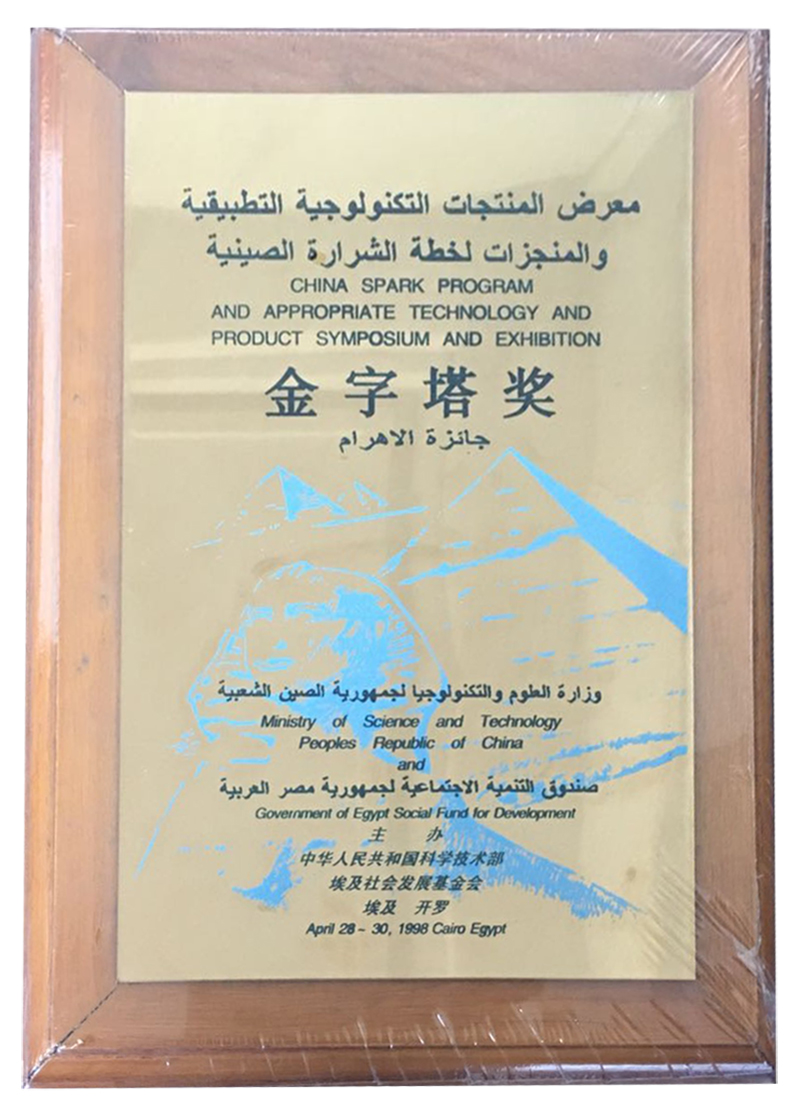 معرض المنتجات التكنولوجية التطبيقية
والمنجزات لخطة الشرارة الصينية
CHINA SPARK PROGRAM
AND APPROPRIATE TECHNOLOGY AND
PRODUCT SYMPOSIUM AND EXHIBITION
金字塔奖
جائزة الاهرام
وزارة العلوم والتكنولوجيا لجمهورية الصين الشعبية
Ministry of Science and Technology
Peoples Republic of China
and
صندوق التنمية الاجتماعية لجمهورية مصر العربية
Government of Egypt Social Fund for Development
主 办
中华人民共和国科学技术部
埃及社会发展基金会
埃及 开罗
April 28 ~ 30, 1998 Cairo Egypt